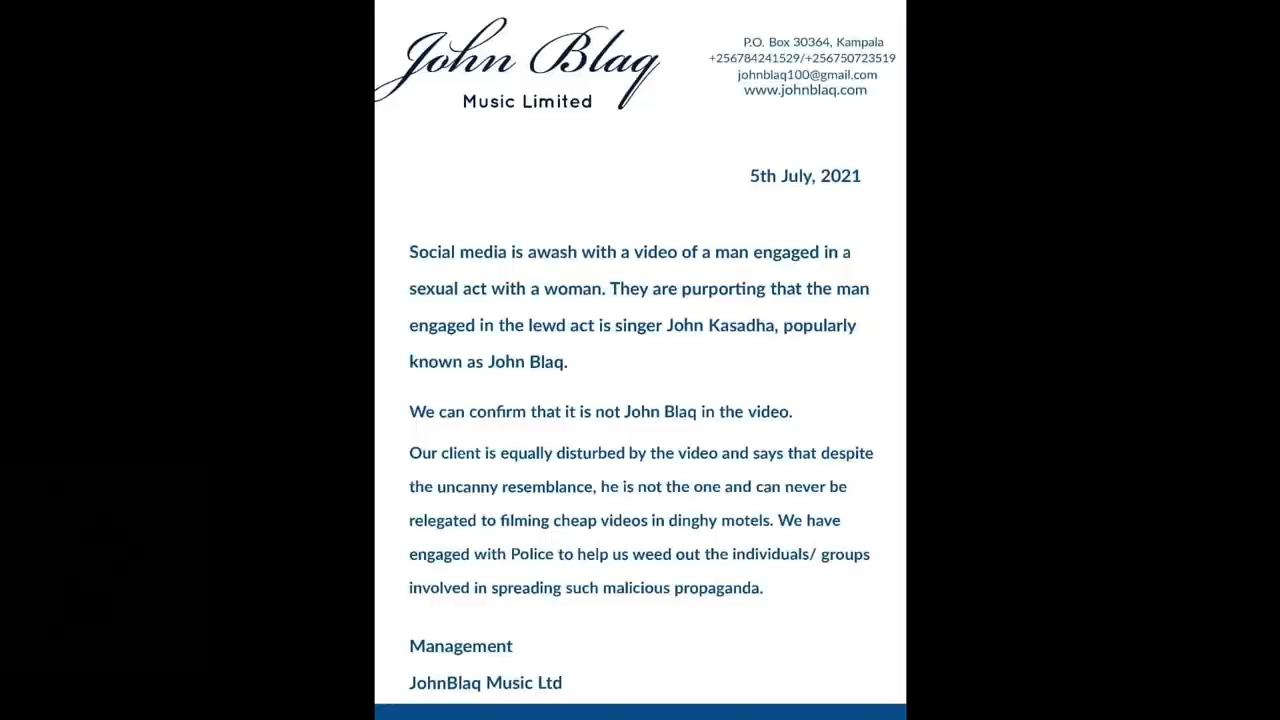 John Blaq
Music Limited
P.O. Box 30364, Kampala
+256784241529/+256750723519
johnblaq100@gmail.com
www.johnblaq.com
5th July, 2021
Social media is awash with a video of a man engaged in a
sexual act with a woman. They are purporting that the man
engaged in the lewd act is singer John Kasadha, popularly
known as John Blaq.
We can confirm that it is not John Blaq in the video.
Our client is equally disturbed by the video and says that despite
the uncanny resemblance, he is not the one and can never be
relegated to filming cheap videos in dinghy motels. We have
engaged with Police to help us weed out the individuals/ groups
involved in spreading such malicious propaganda.
Management
JohnBlaq Music Ltd